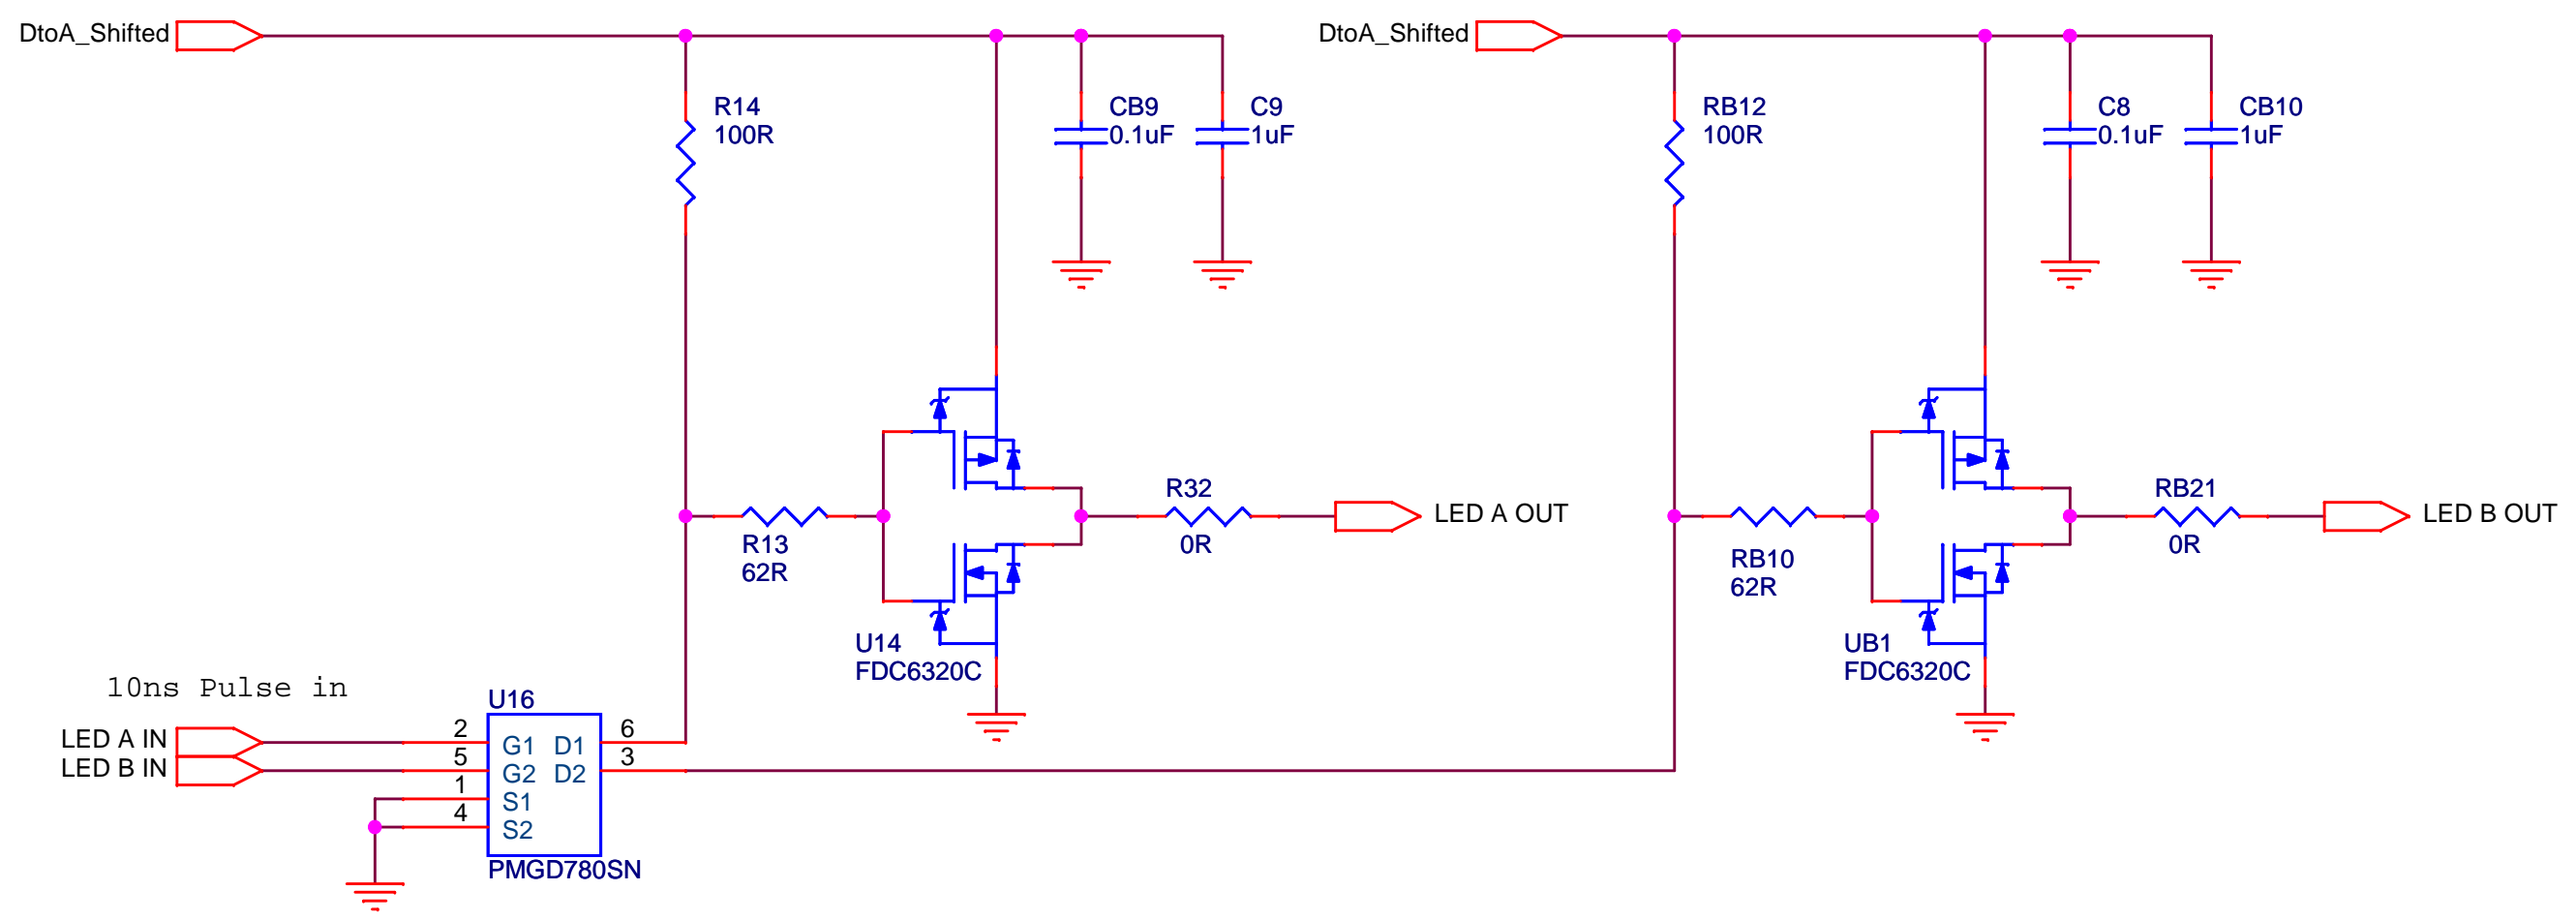 DtoA_Shifted
R14
100R
CB9
0.1uF
C9
1uF
R13
62R
U14
FDC6320C
R32
0R
LED A OUT
10ns Pulse in
LED A IN
LED B IN
U16
2
5
1
4
G1 D1
G2 D2
S1
S2
6
3
PMGD780SN
DtoA_Shifted
RB12
100R
C8
0.1uF
CB10
1uF
RB10
62R
UB1
FDC6320C
RB21
0R
LED B OUT